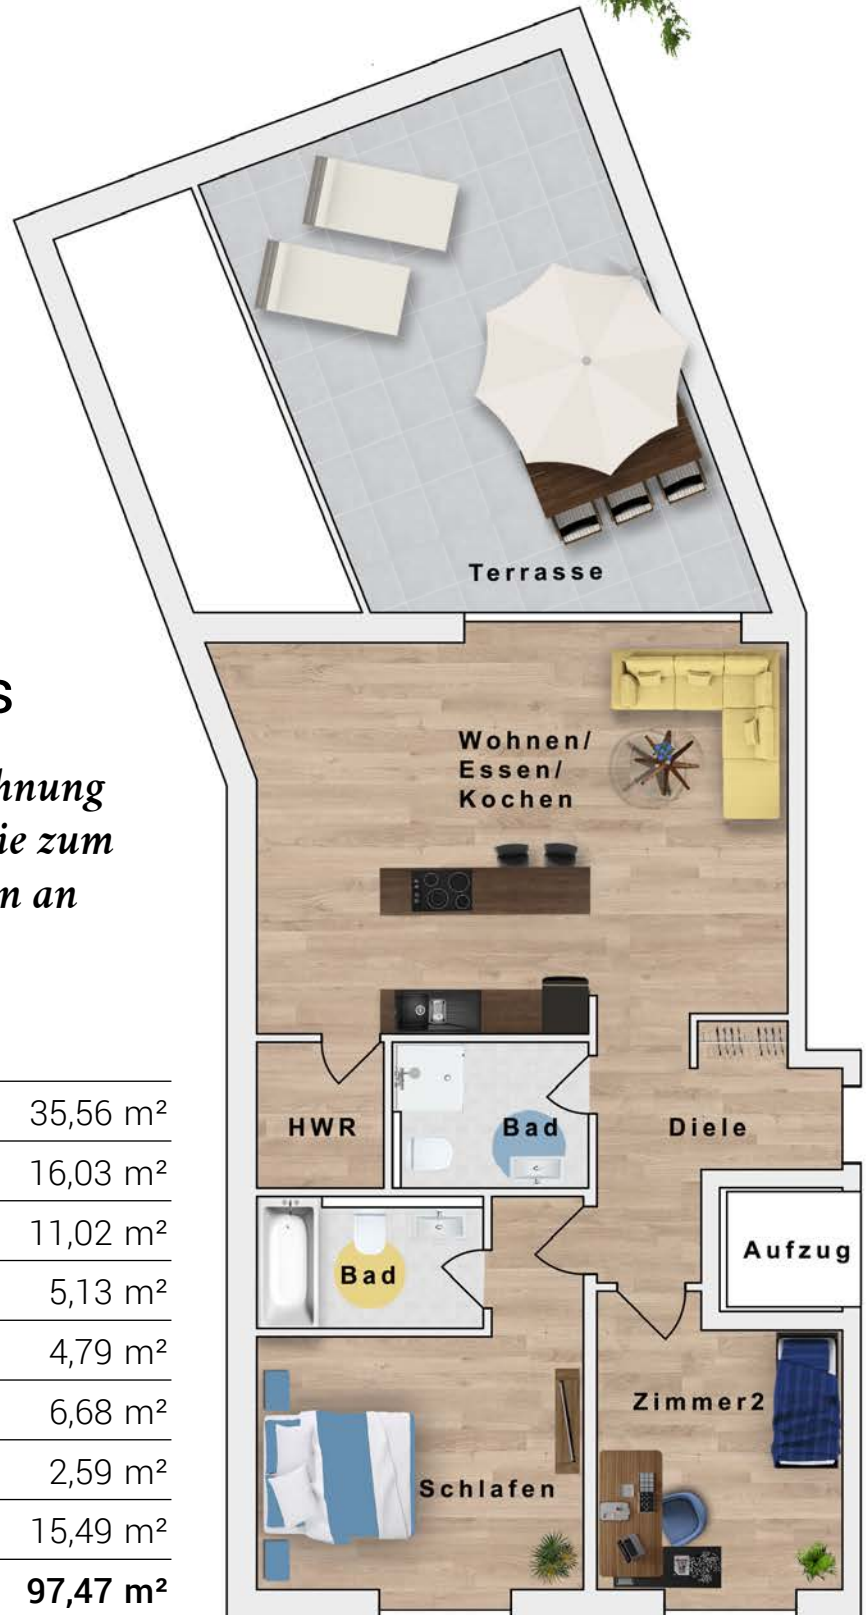 s
hnung
ie zum
n an
35,56 m²
16,03 m²
11,02 m²
5,13 m²
4,79 m²
6,68 m²
2,59 m²
15,49 m²
97,47 m²
Terrasse
Wohnen/
Essen/
Kochen
HWR
Bad
Diele
Bad
Aufzug
Zimmer2
Schlafen